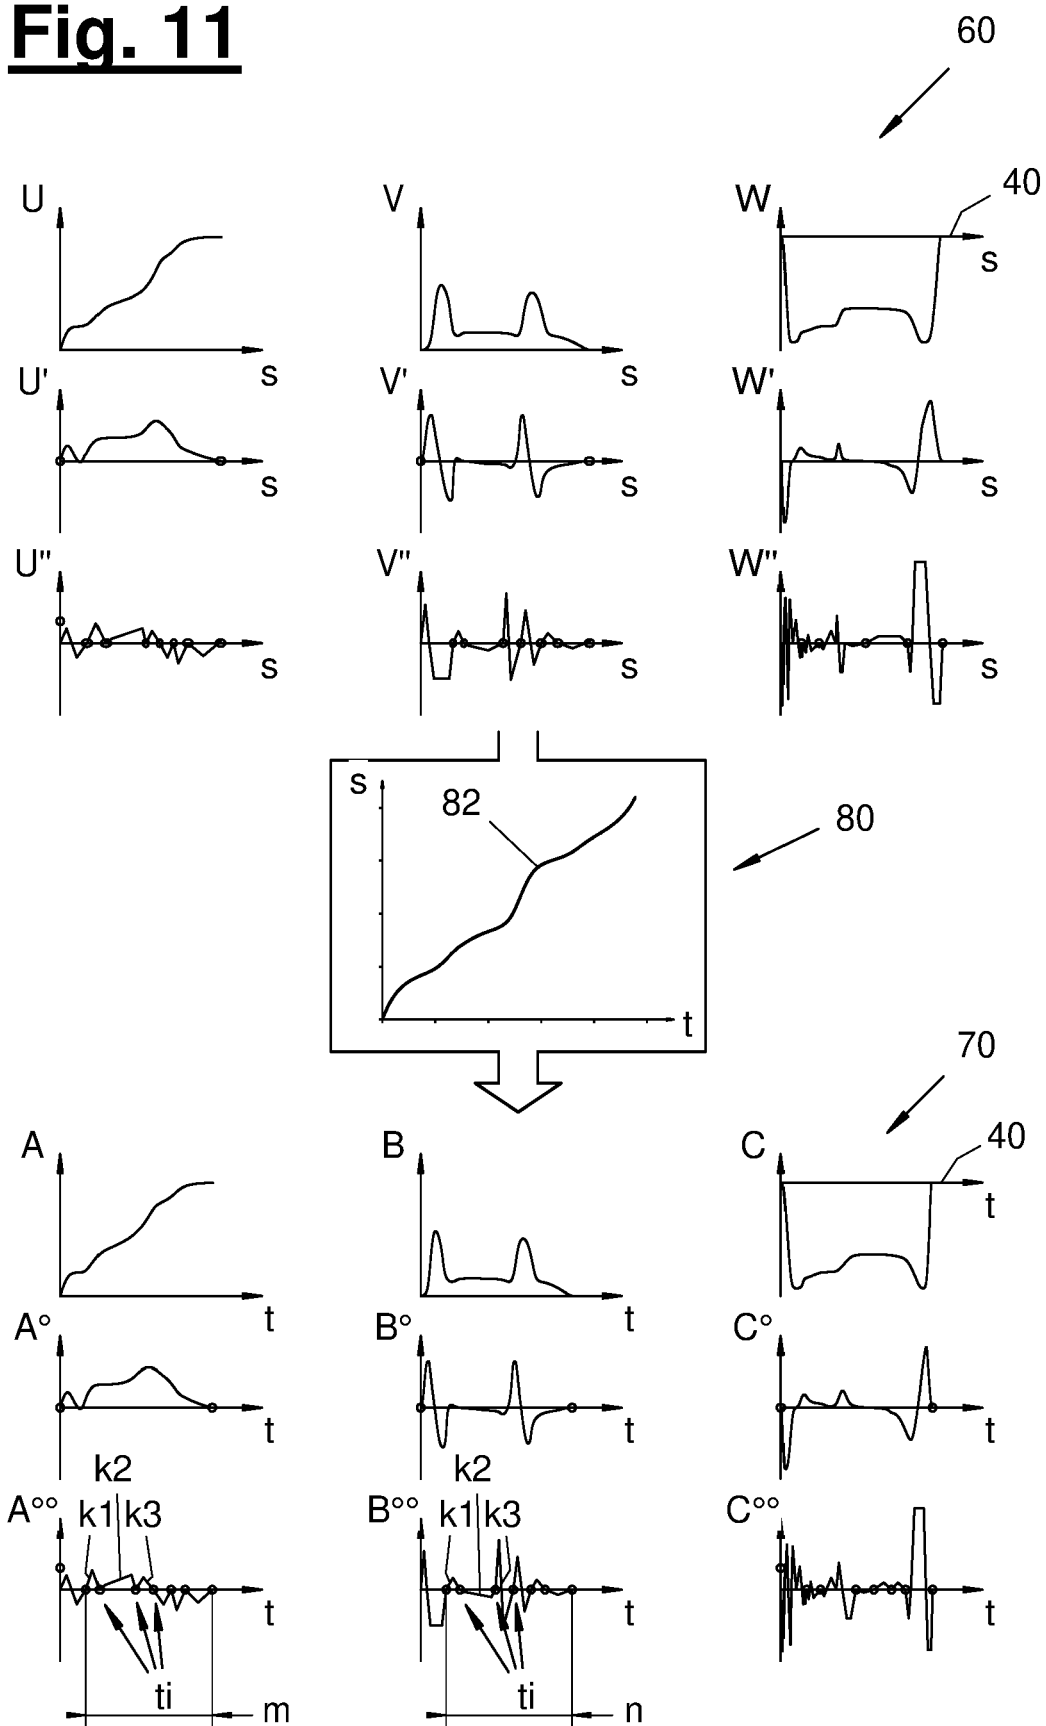 Fig. 11
60
U V W 40
s s s
U' V' W'
s s s
U'' V'' W''
s s s
s
82
80
t
70
A B C 40
t t t
A° B° C°
t t t
k2 k2
A°° k1 k3 B°° k1 k3 C°°
t t t
ti ti
m n